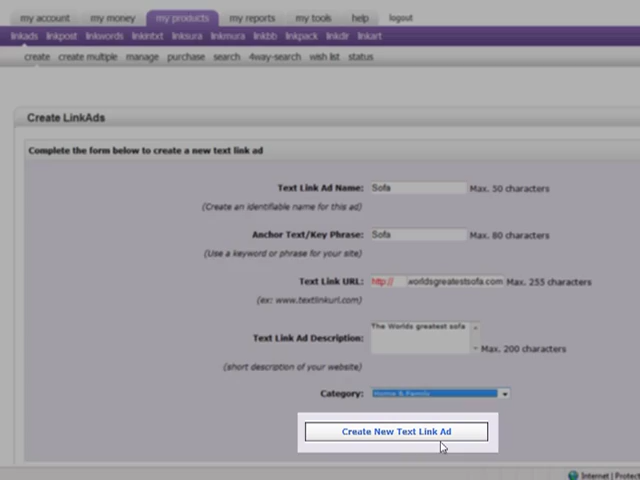 my account my money my products my reports my tools help logout
linkads linkpost linkwords linkintxt linksura linkmura linkbb linkpack linkdir linkart
create create multiple manage purchase search 4way-search wish list status
Create LinkAds
Complete the form below to create a new text link ad
Text Link Ad Name: Sofa Max. 50 characters
(Create an identifiable name for this ad)
Anchor Text/Key Phrase: Sofa Max. 80 characters
(Use a keyword or phrase for your site)
Text Link URL: http:// worldsgreatestsofa.com Max. 255 characters
(ex: www.textlinkurl.com)
Text Link Ad Description: The Worlds greatest sofa Max. 200 characters
(short description of your website)
Category: Home & Family
Create New Text Link Ad
Internet | Protect